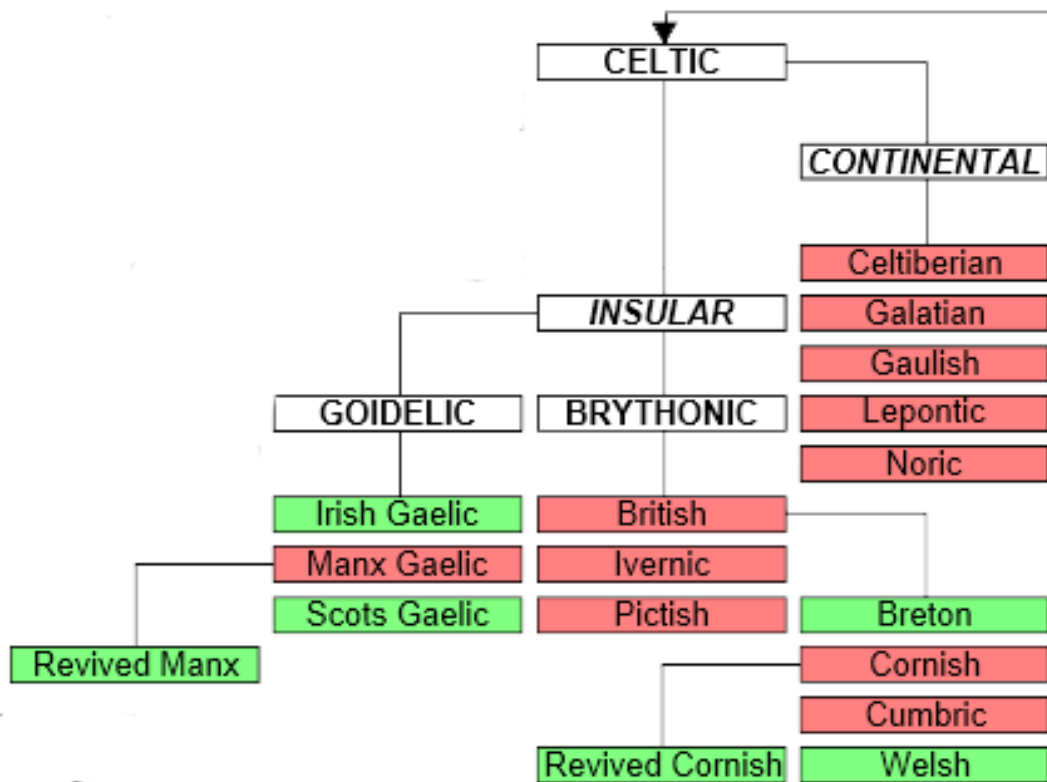 CELTIC
CONTINENTAL
Celtiberian
INSULAR
Galatian
Gaulish
GOIDELIC
BRYTHONIC
Lepontic
Noric
Irish Gaelic
British
Manx Gaelic
Ivernic
Scots Gaelic
Pictish
Breton
Revived Manx
Cornish
Cumbric
Revived Cornish
Welsh